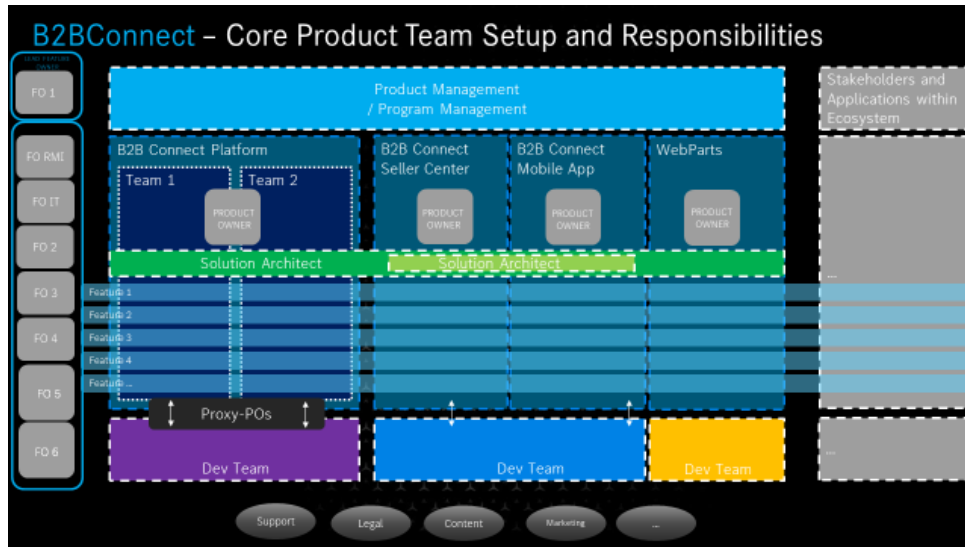 B2BConnect – Core Product Team Setup and Responsibilities
LEAD FEATURE
OWNER
FO 1
FO RMI
FO IT
FO 2
FO 3
FO 4
FO 5
FO 6
Product Management
/ Program Management
Stakeholders and
Applications within
Ecosystem
B2B Connect Platform
Team 1
Team 2
PRODUCT
OWNER
B2B Connect
Seller Center
PRODUCT
OWNER
B2B Connect
Mobile App
PRODUCT
OWNER
WebParts
PRODUCT
OWNER
Solution Architect
Solution Architect
...
Feature 1
Feature 2
Feature 3
Feature 4
Feature ...
Proxy-POs
Dev Team
Dev Team
Dev Team
...
Support
Legal
Content
Marketing
...